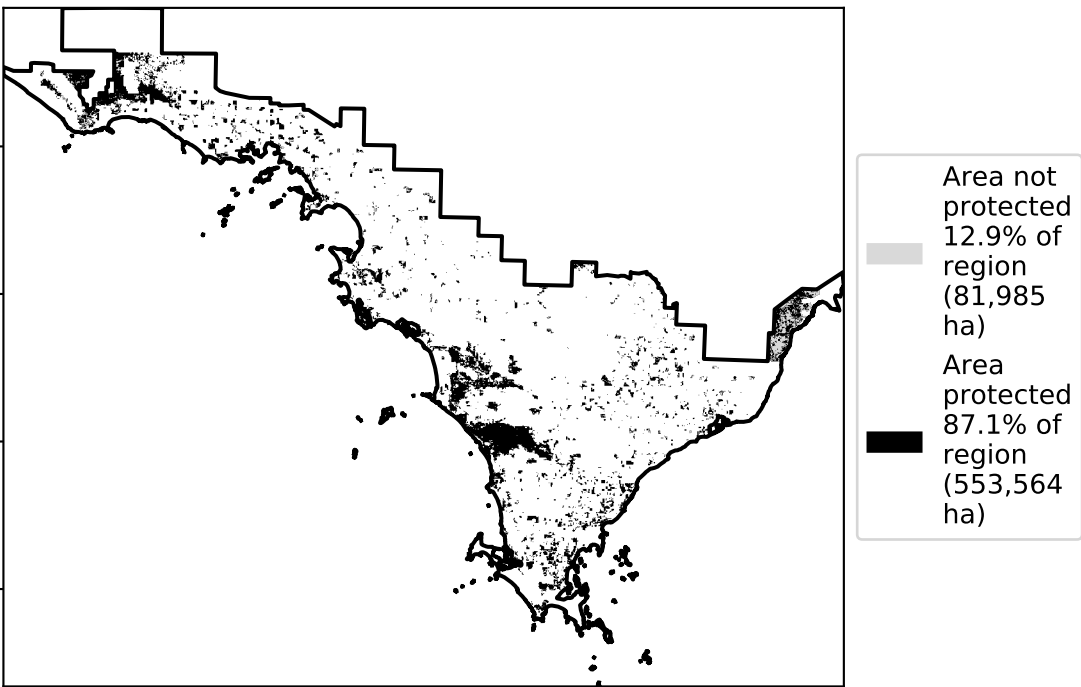 Area not
protected
12.9% of
region
(81,985
ha)
Area
protected
87.1% of
region
(553,564
ha)